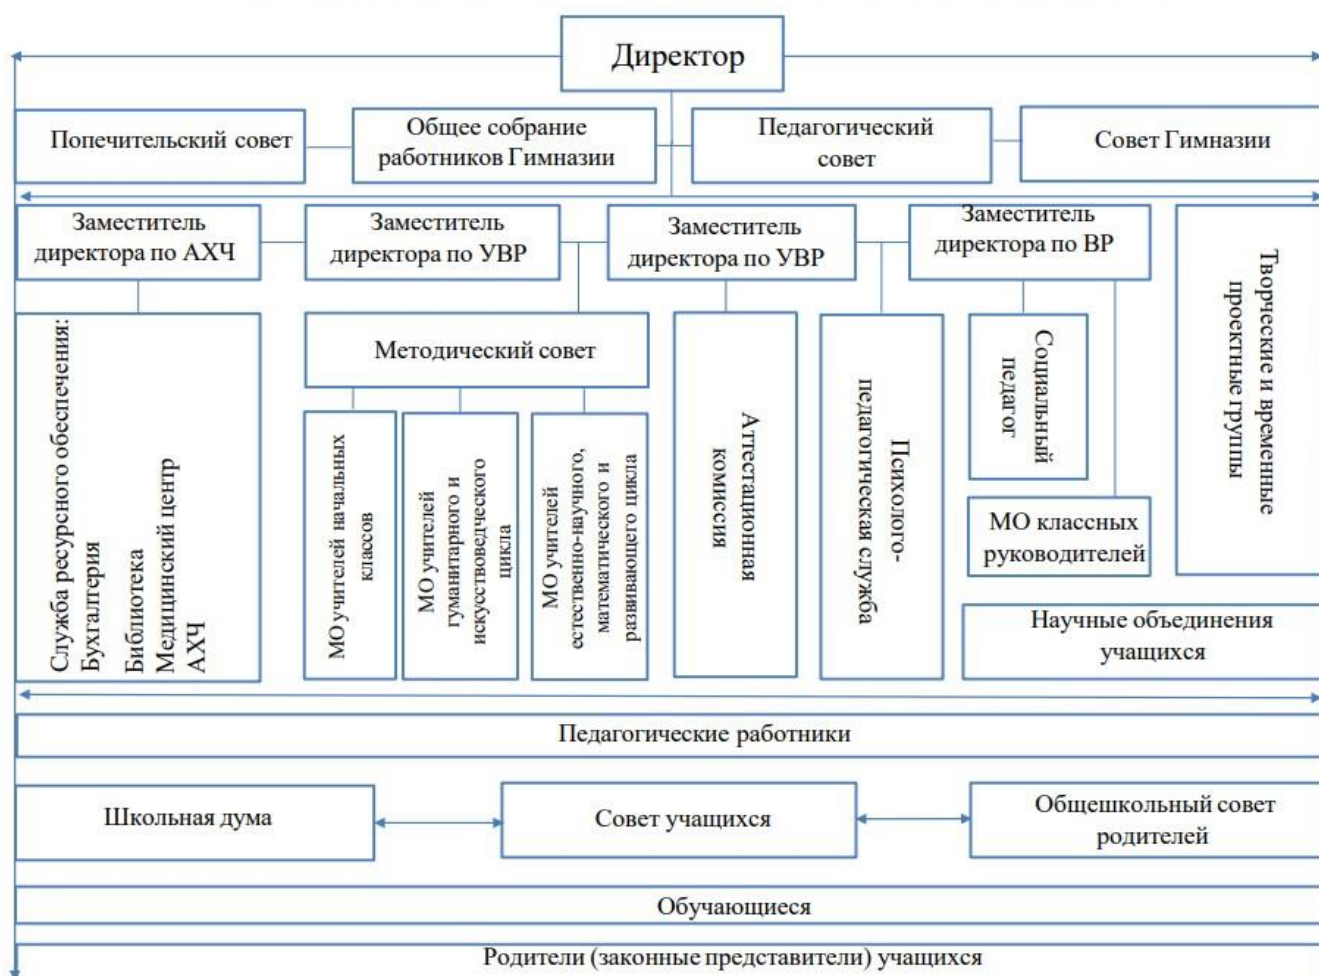 Директор
Попечительский совет
Общее собрание
работников Гимназии
Педагогический
совет
Совет Гимназии
Заместитель
директора по АХЧ
Заместитель
директора по УВР
Заместитель
директора по УВР
Заместитель
директора по ВР
Творческие и временные
проектные группы
Служба ресурсного обеспечения:
Бухгалтерия
Библиотека
Медицинский центр
АХЧ
Методический совет
МО учителей начальных
классов
МО учителей
гуманитарного и
искусствоведческого
цикла
МО учителей
естественно-научного,
математического и
развивающего цикла
Аттестационная
комиссия
Психолого-
педагогическая служба
Социальный
педагог
МО классных
руководителей
Научные объединения
учащихся
Педагогические работники
Школьная дума
Совет учащихся
Общешкольный совет
родителей
Обучающиеся
Родители (законные представители) учащихся